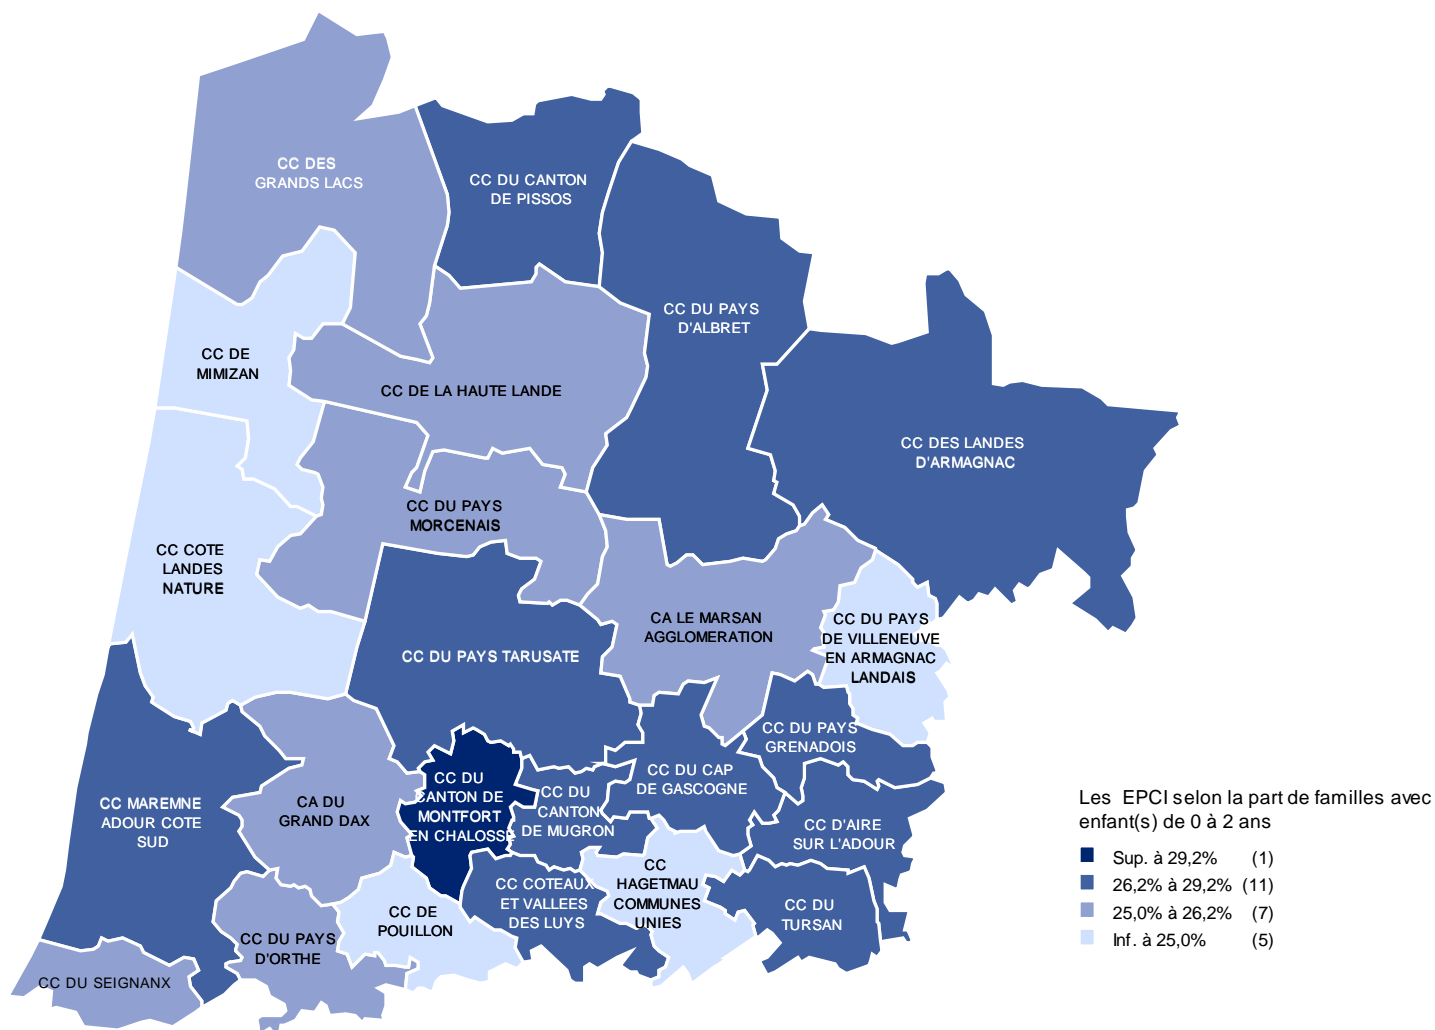 CC DES
GRANDS LACS
CC DU CANTON
DE PISSOS
CC DU PAYS
D'ALBRET
CC DE
MIMIZAN
CC DE LA HAUTE LANDE
CC DES LANDES
D'ARMAGNAC
CC DU PAYS
MORCENAIS
CC COTE
LANDES
NATURE
CA LE MARSAN
AGGLOMERATION
CC DU PAYS
DE VILLENEUVE
EN ARMAGNAC
LANDAIS
CC DU PAYS TARUSATE
CC DU PAYS
GRENADOIS
CC DU CAP
DE GASCOGNE
CC DU
CANTON DE
MONTFORT
EN CHALOSSE
CC DU
CANTON
DE MUGRON
CC MAREMNE
ADOUR COTE
SUD
CA DU
GRAND DAX
CC D'AIRE
SUR L'ADOUR
CC
HAGETMAU
COMMUNES
UNIES
CC COTEAUX
ET VALLEES
DES LUYS
CC DU
TURSAN
CC DE
POUILLON
CC DU PAYS
D'ORTHE
CC DU SEIGNANX
Les EPCI selon la part de familles avec
enfant(s) de 0 à 2 ans
Sup. à 29,2% (1)
26,2% à 29,2% (11)
25,0% à 26,2% (7)
Inf. à 25,0% (5)